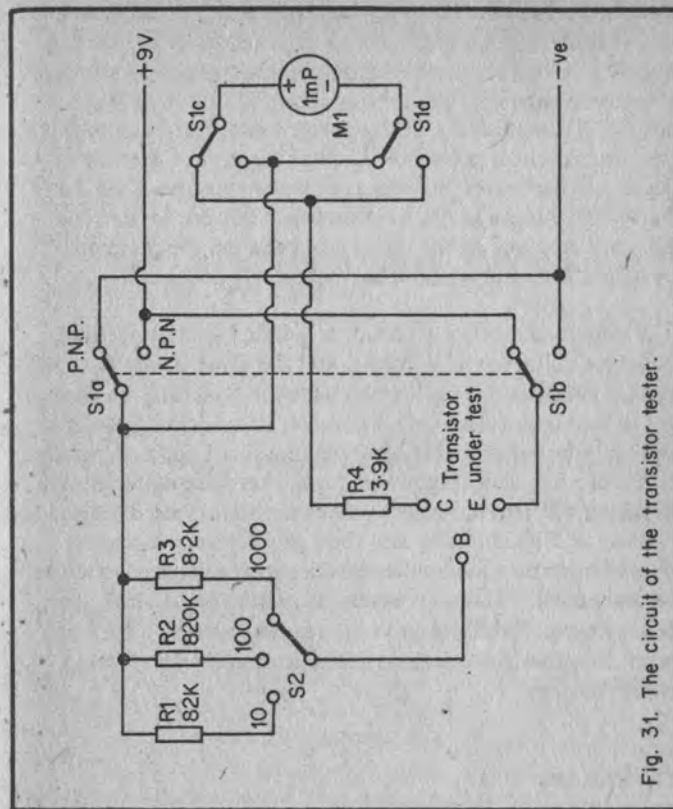 S1a
P.N.P.
N.P.N
+9V
R1
82K
R2
820K
R3
8·2K
10
100
1000
S2
S1c
+
1mP
−
M1
S1d
R4
3·9K
B
C
E
Transistor
under test
S1b
−ve
Fig. 31. The circuit of the transistor tester.